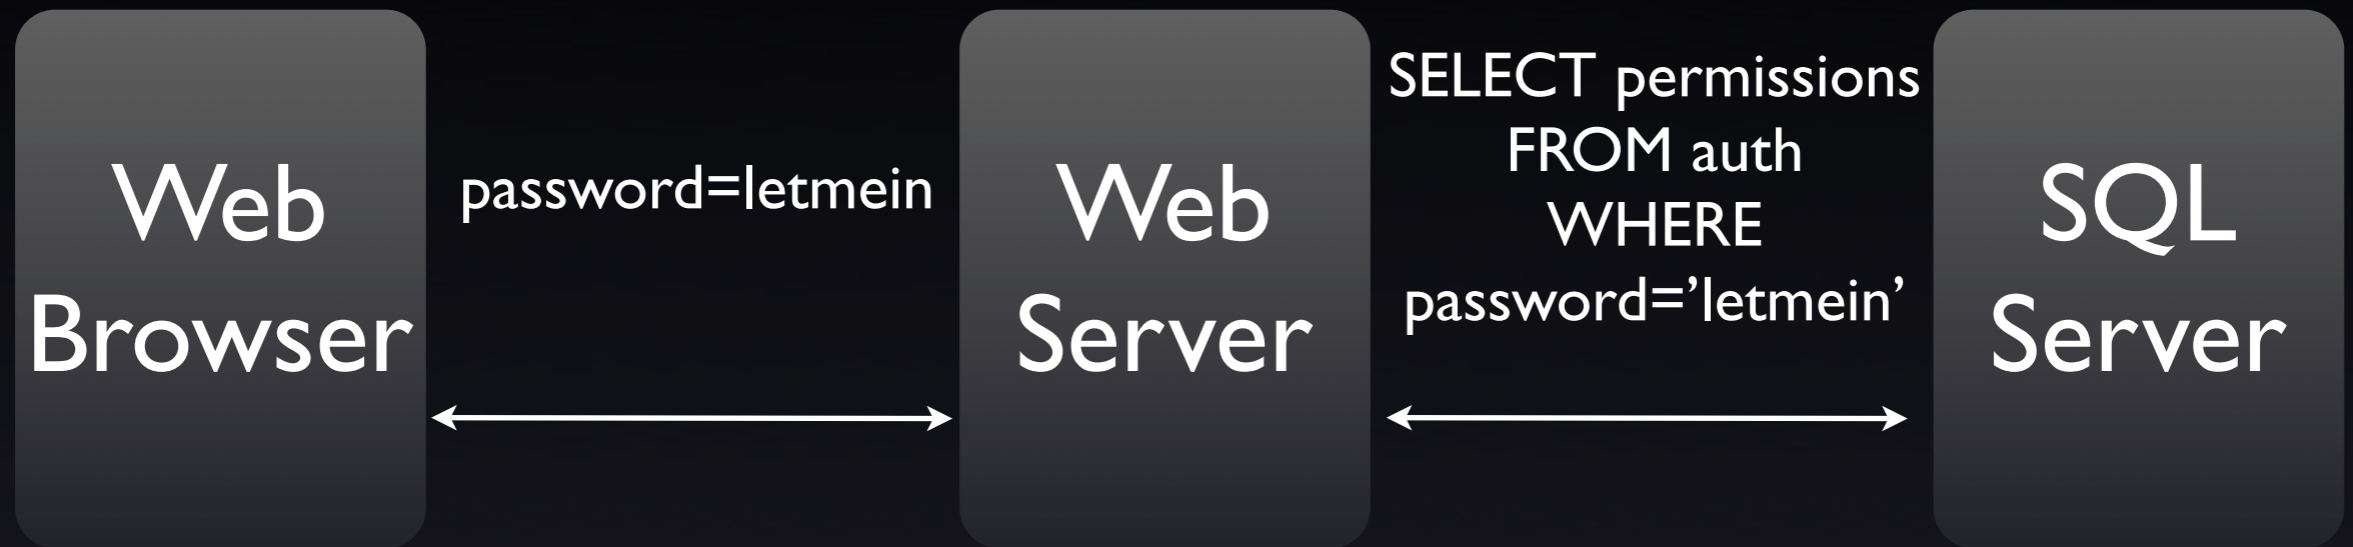 Web
Browser
password=letmein
Web
Server
SELECT permissions
FROM auth
WHERE
password=’letmein’
SQL
Server